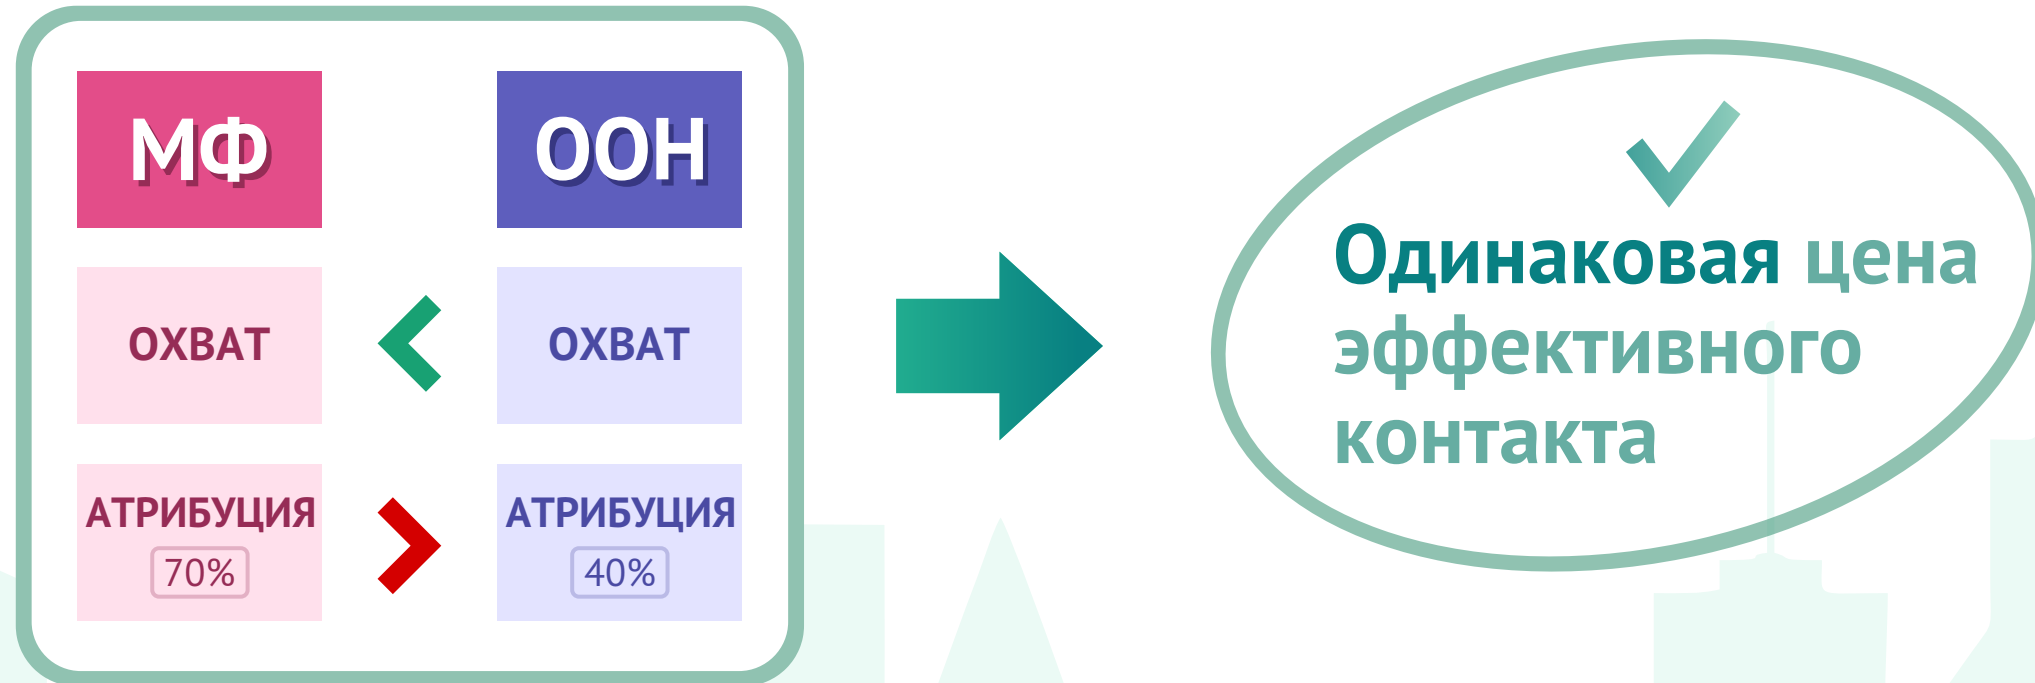 МФ ООН
ОХВАТ < ОХВАТ
АТРИБУЦИЯ > АТРИБУЦИЯ
70% 40%
Одинаковая цена
эффективного
контакта